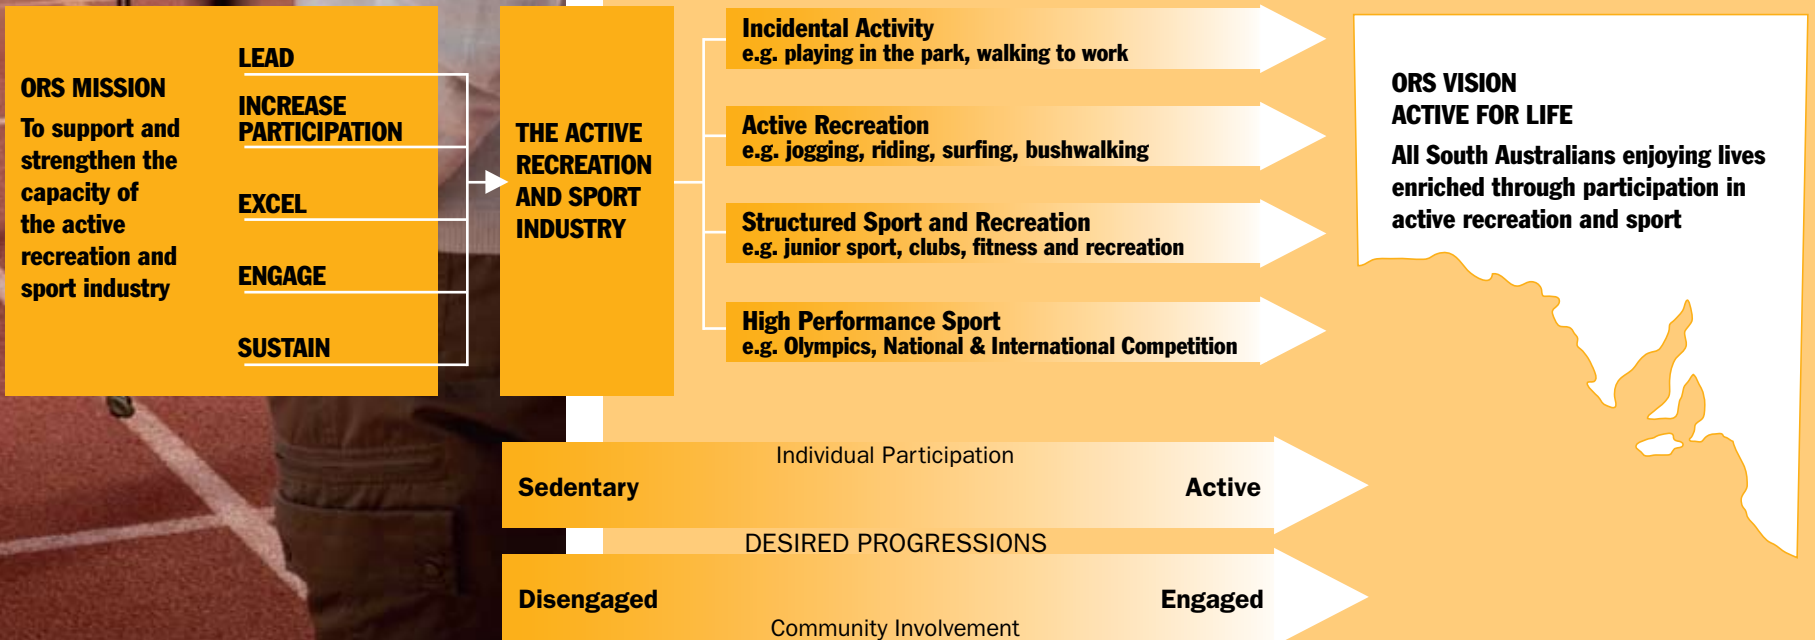 ORS MISSION
To support and
strengthen the
capacity of
the active
recreation and
sport industry
LEAD
INCREASE
PARTICIPATION
EXCEL
ENGAGE
SUSTAIN
THE ACTIVE
RECREATION
AND SPORT
INDUSTRY
Incidental Activity
e.g. playing in the park, walking to work
Active Recreation
e.g. jogging, riding, surfing, bushwalking
Structured Sport and Recreation
e.g. junior sport, clubs, fitness and recreation
High Performance Sport
e.g. Olympics, National & International Competition
ORS VISION
ACTIVE FOR LIFE
All South Australians enjoying lives
enriched through participation in
active recreation and sport
Individual Participation
Sedentary Active
DESIRED PROGRESSIONS
Disengaged Engaged
Community Involvement